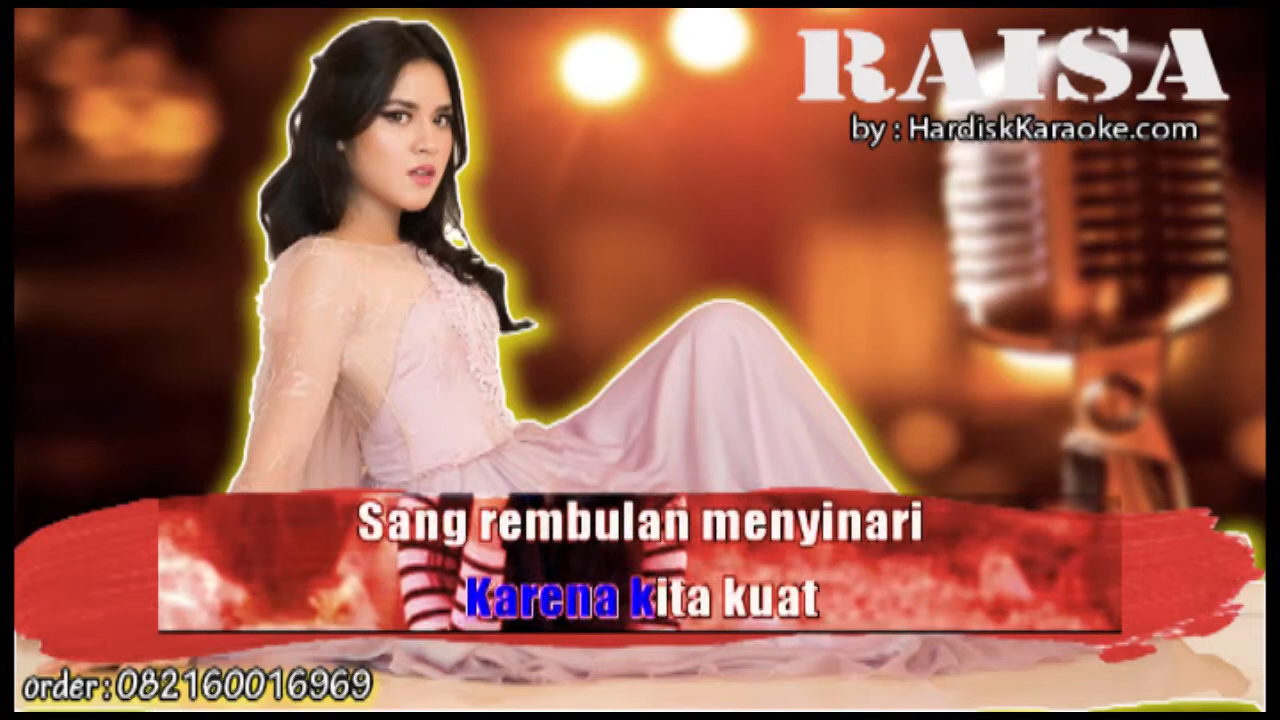 RAISA
by : HardiskKaraoke.com
Sang rembulan menyinari
Karena kita kuat
order : 082160016969